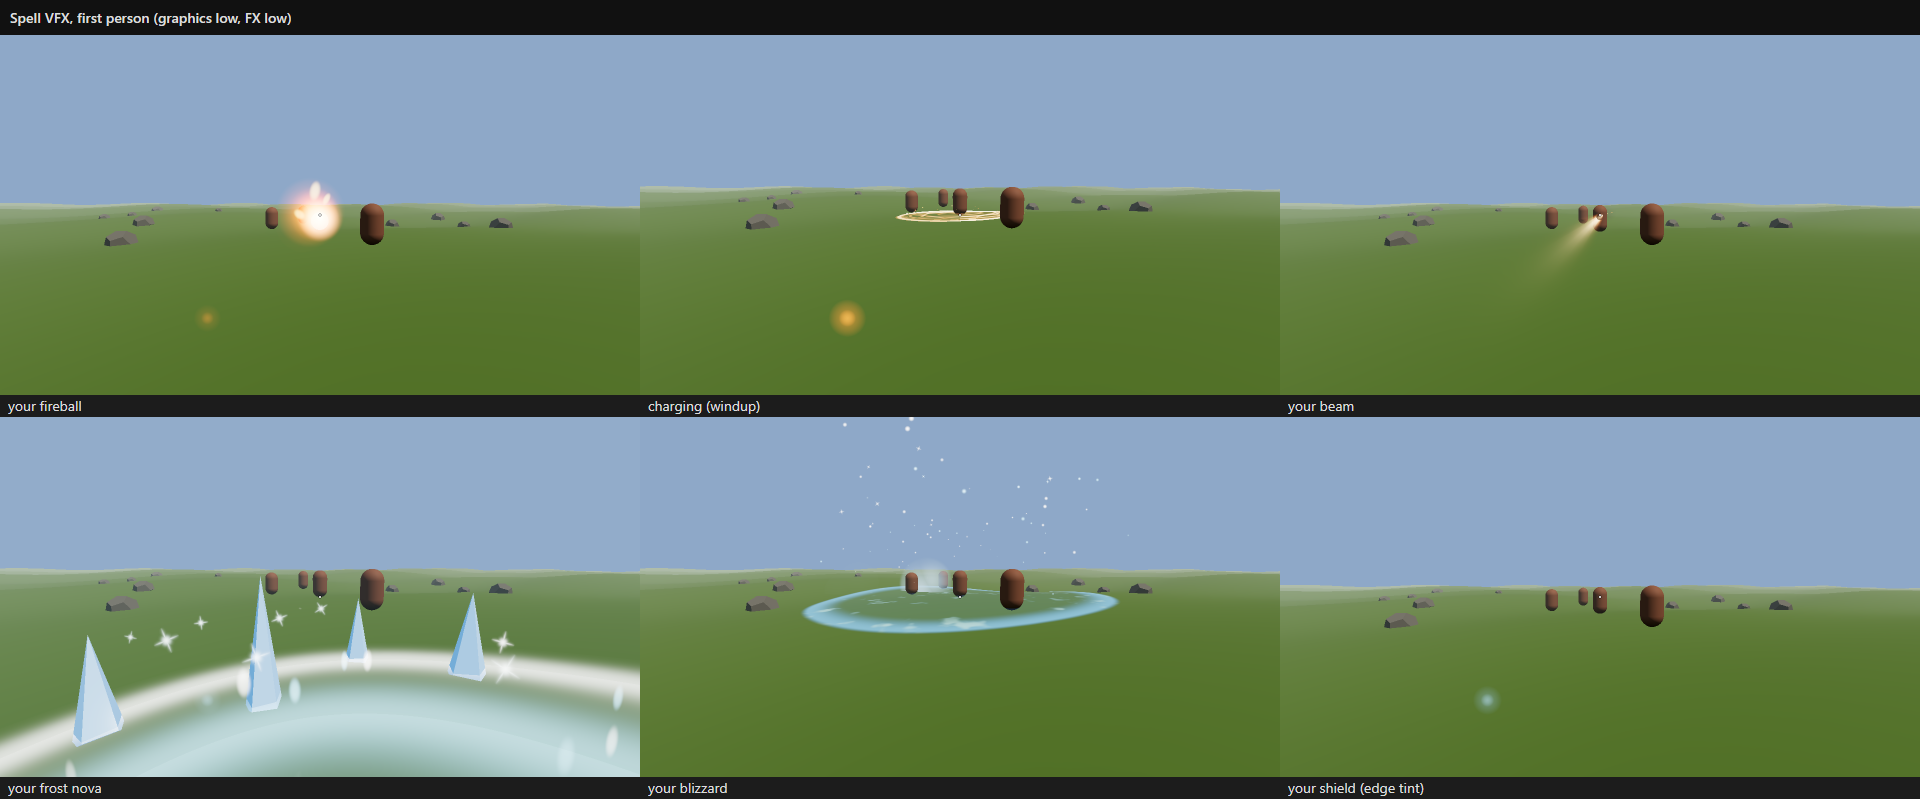 Spell VFX, first person (graphics low, FX low)
your fireball
charging (windup)
your beam
your frost nova
your blizzard
your shield (edge tint)